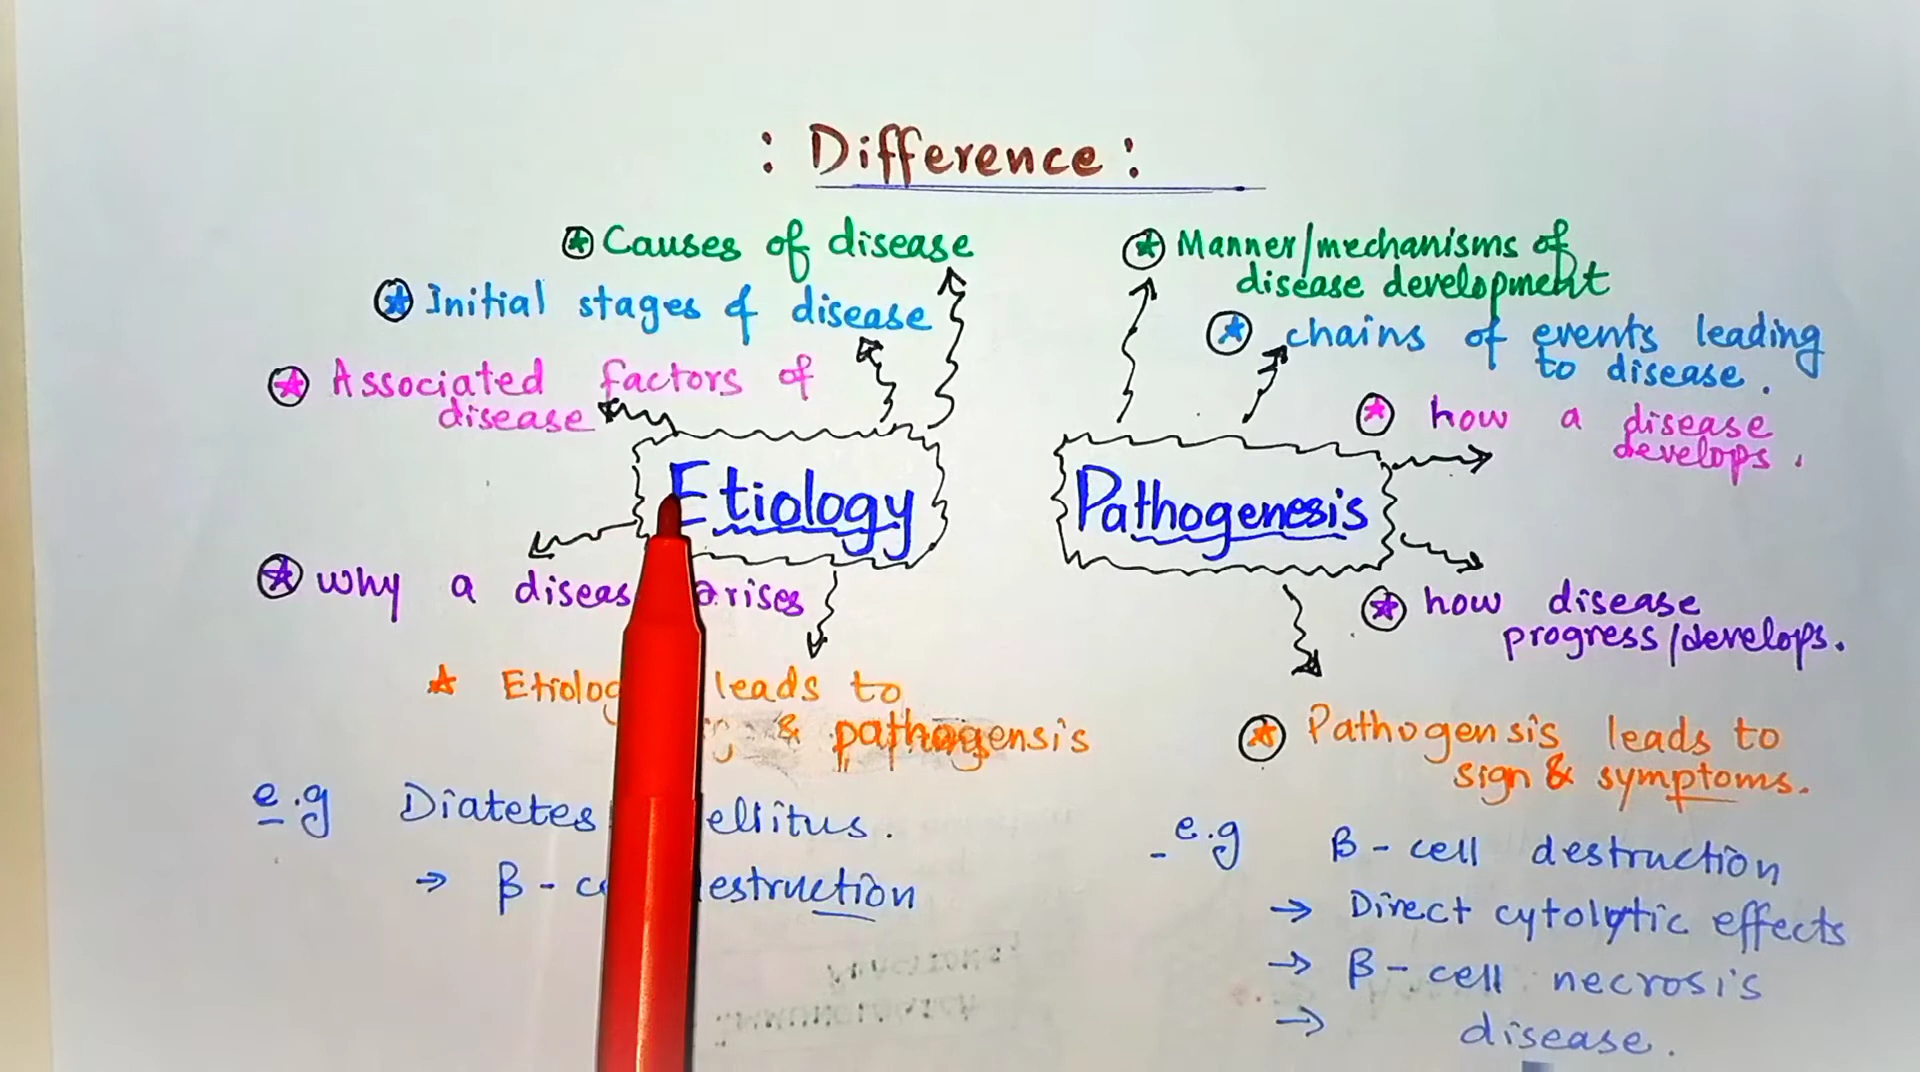 : Difference :
Causes of disease
Initial stages of disease
Associated factors of
disease
Etiology
why a diseas arises
Etiolog leads to
& pathogensis
e.g Diatetes ellitus.
→ β - c estruction
Manner/mechanisms of
disease development
chains of events leading
to disease.
how a disease
develops.
Pathogenesis
how disease
progress/develops.
Pathogensis leads to
sign & symptoms.
e.g β - cell destruction
→ Direct cytolytic effects
→ β - cell necrosis
→ disease.